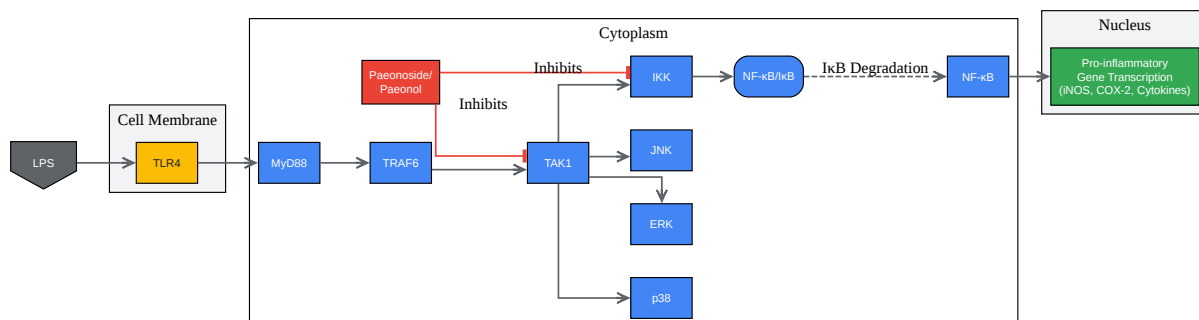 Cytoplasm
Nucleus
Paeonoside/
Paeonol
Inhibits
IKK
NF-κB/IκB
IκB Degradation
NF-κB
Pro-inflammatory
Gene Transcription
(iNOS, COX-2, Cytokines)
Inhibits
Cell Membrane
LPS
TLR4
MyD88
TRAF6
TAK1
JNK
ERK
p38